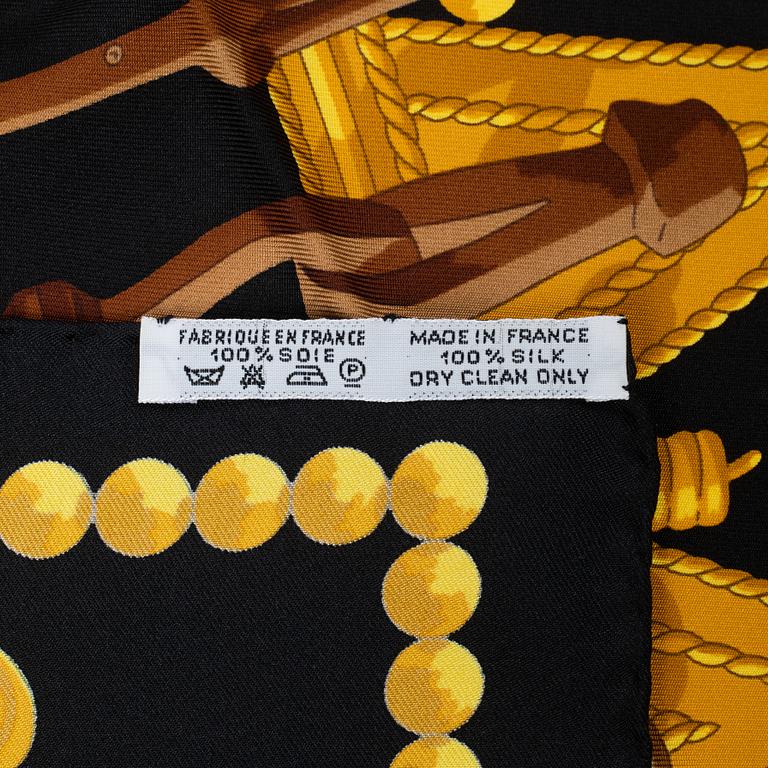 FABRIQUE EN FRANCE
100% SOIE
P
MADE IN FRANCE
100% SILK
DRY CLEAN ONLY